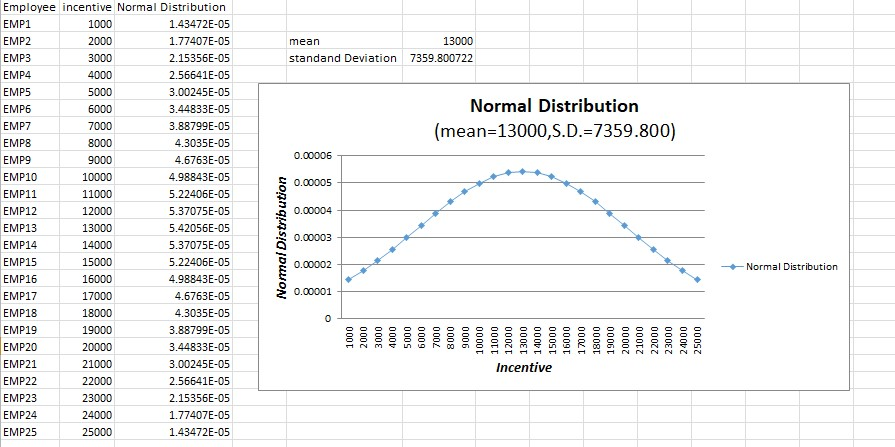 Employee incentive Normal Distribution
EMP1 1000 1.43472E-05
EMP2 2000 1.77407E-05 mean 13000
EMP3 3000 2.15356E-05 standand Deviation 7359.800722
EMP4 4000 2.56641E-05
EMP5 5000 3.00245E-05
EMP6 6000 3.44833E-05
EMP7 7000 3.88799E-05
EMP8 8000 4.3035E-05
EMP9 9000 4.6763E-05
EMP10 10000 4.98843E-05
EMP11 11000 5.22406E-05
EMP12 12000 5.37075E-05
EMP13 13000 5.42056E-05
EMP14 14000 5.37075E-05
EMP15 15000 5.22406E-05
EMP16 16000 4.98843E-05
EMP17 17000 4.6763E-05
EMP18 18000 4.3035E-05
EMP19 19000 3.88799E-05
EMP20 20000 3.44833E-05
EMP21 21000 3.00245E-05
EMP22 22000 2.56641E-05
EMP23 23000 2.15356E-05
EMP24 24000 1.77407E-05
EMP25 25000 1.43472E-05
Normal Distribution
(mean=13000,S.D.=7359.800)
Normal Distribution
0.00006
0.00005
0.00004
0.00003
0.00002
0.00001
0
1000 2000 3000 4000 5000 6000 7000 8000 9000 10000 11000 12000 13000 14000 15000 16000 17000 18000 19000 20000 21000 22000 23000 24000 25000
Incentive
Normal Distribution